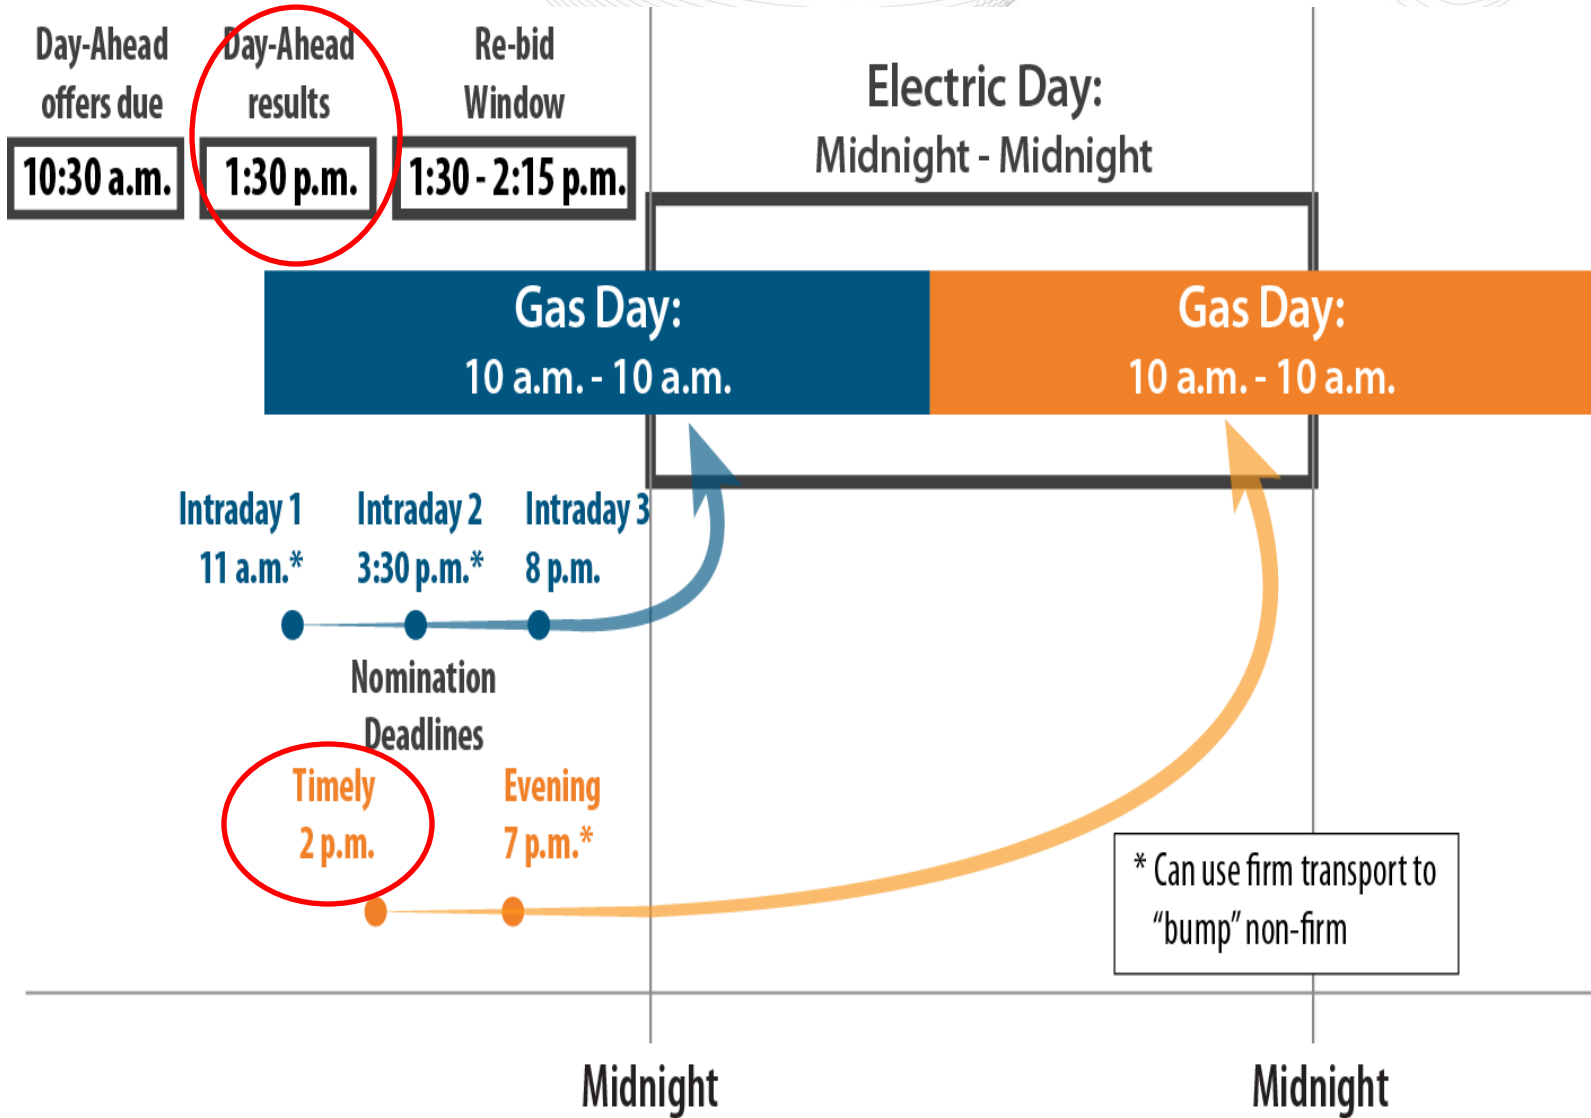 Day-Ahead
offers due
10:30 a.m.
Day-Ahead
results
1:30 p.m.
Re-bid
Window
1:30 - 2:15 p.m.
Electric Day:
Midnight - Midnight
Gas Day:
10 a.m. - 10 a.m.
Gas Day:
10 a.m. - 10 a.m.
Intraday 1
11 a.m.*
Intraday 2
3:30 p.m.*
Intraday 3
8 p.m.
Nomination
Deadlines
Timely
2 p.m.
Evening
7 p.m.*
* Can use firm transport to
“bump” non-firm
Midnight
Midnight